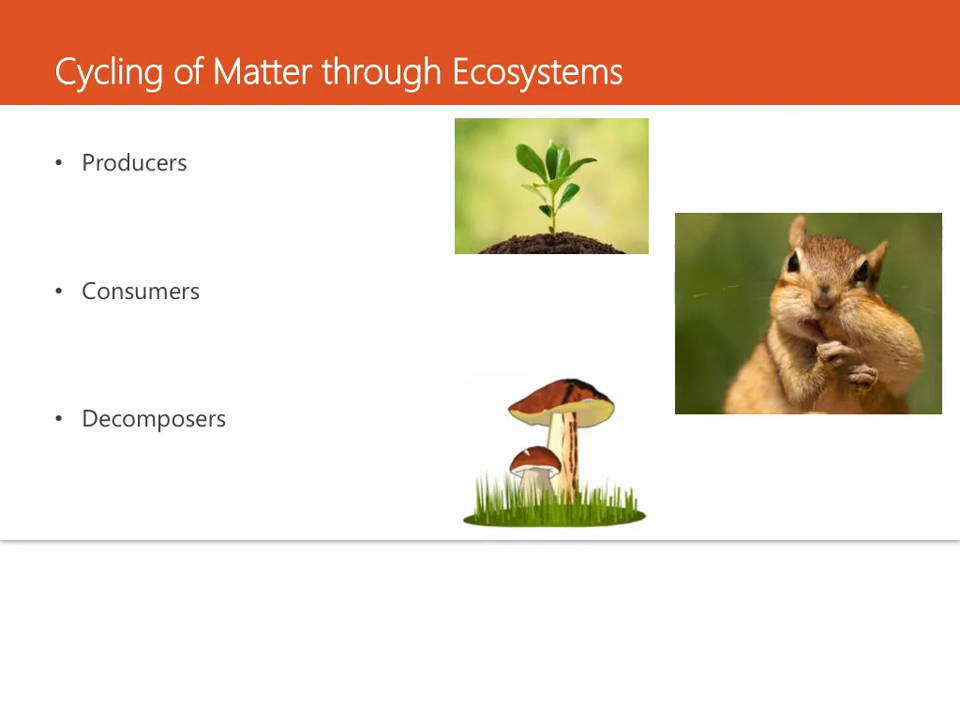 Cycling of Matter through Ecosystems
• Producers
• Consumers
• Decomposers